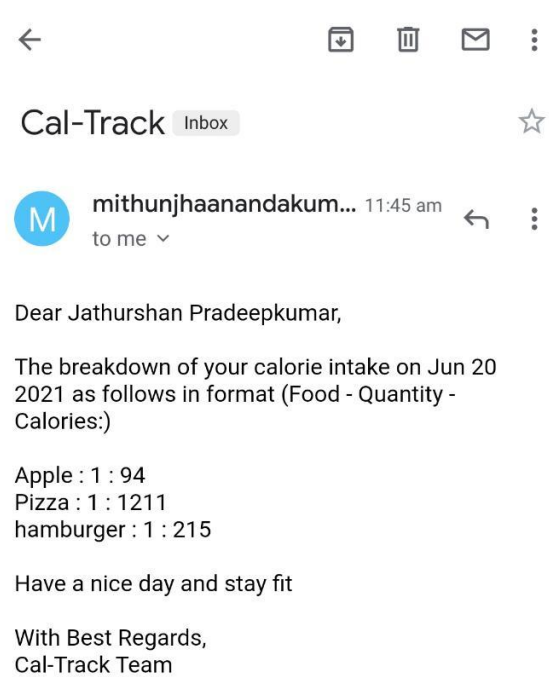 Cal-Track Inbox
M
mithunjhaanandakum... 11:45 am
to me
Dear Jathurshan Pradeepkumar,
The breakdown of your calorie intake on Jun 20
2021 as follows in format (Food - Quantity -
Calories:)
Apple : 1 : 94
Pizza : 1 : 1211
hamburger : 1 : 215
Have a nice day and stay fit
With Best Regards,
Cal-Track Team